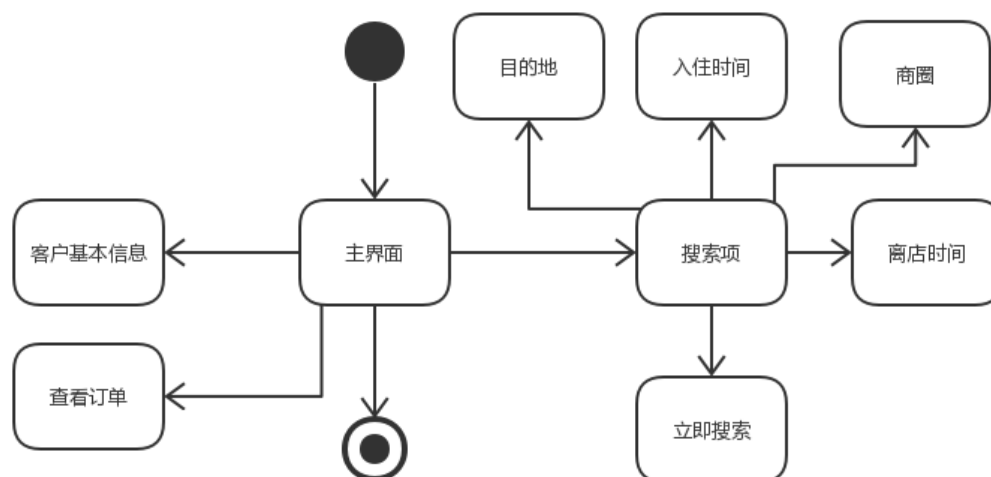 目的地
入住时间
商圈
客户基本信息
主界面
搜索项
离店时间
查看订单
立即搜索